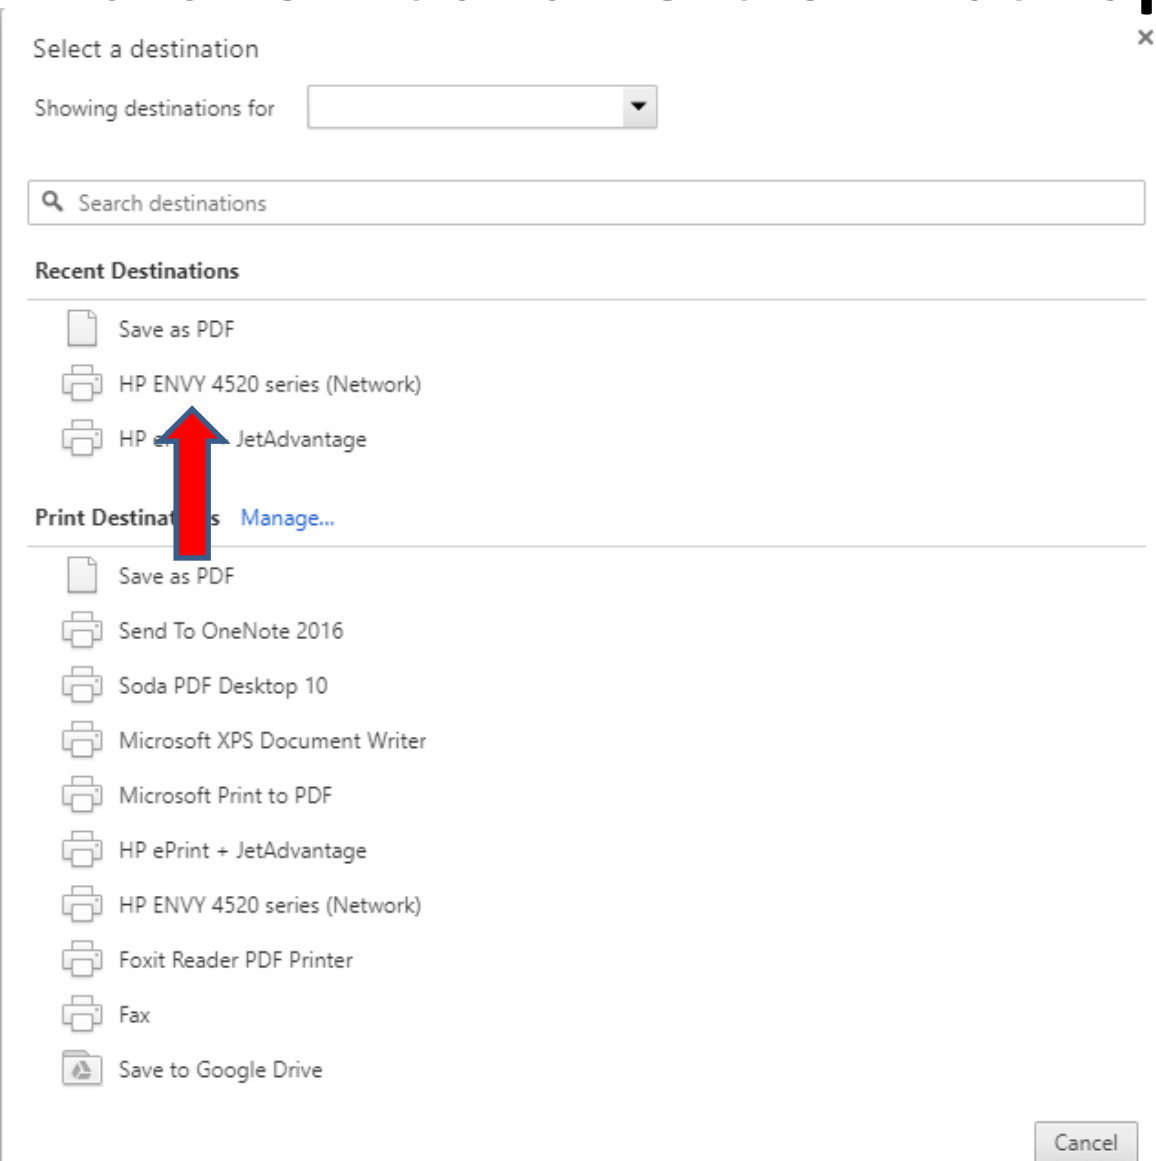 Select a destination
Showing destinations for
Search destinations
Recent Destinations
Save as PDF
HP ENVY 4520 series (Network)
HP JetAdvantage
Print Manage...
Save as PDF
Send To OneNote 2016
Soda PDF Desktop 10
Microsoft XPS Document Writer
Microsoft Print to PDF
HP ePrint + JetAdvantage
HP ENVY 4520 series (Network)
Foxit Reader PDF Printer
Fax
Save to Google Drive
Cancel